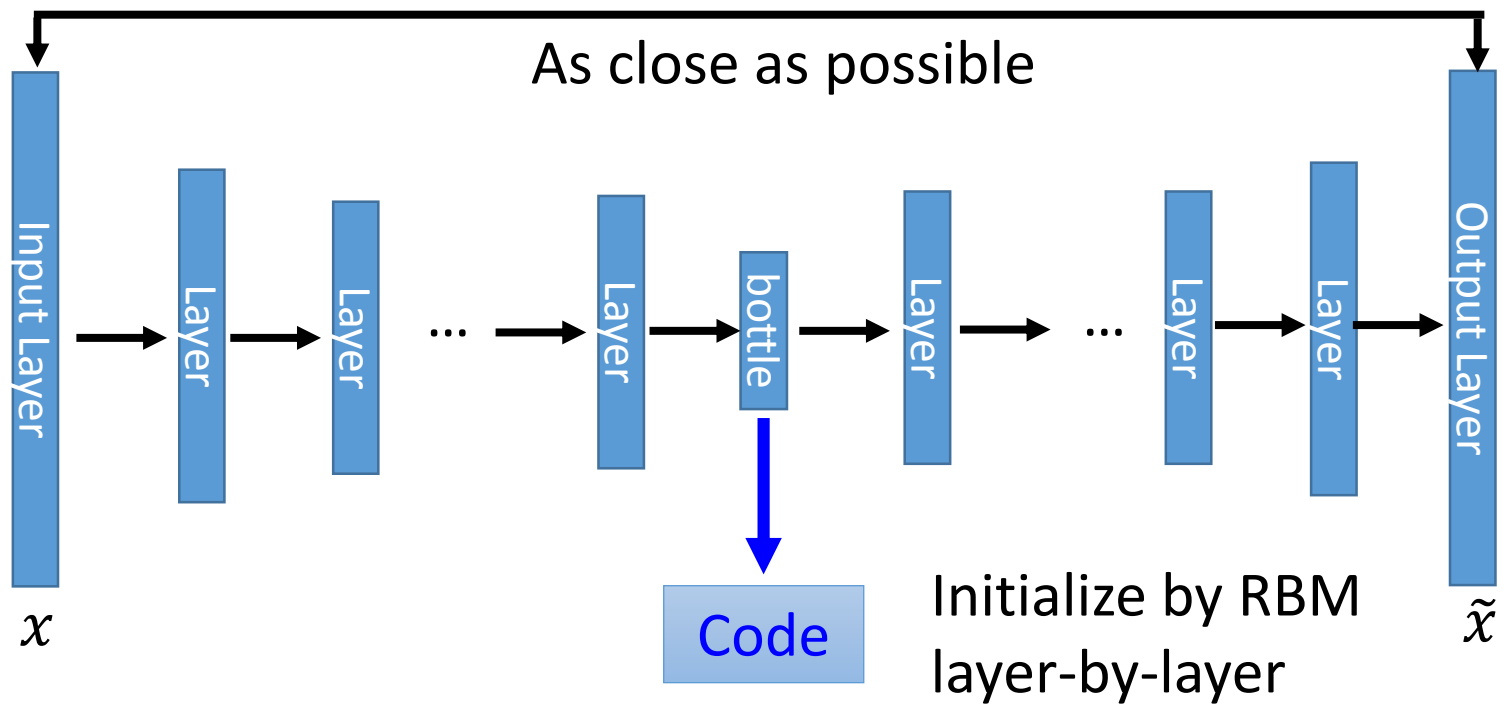 As close as possible
Input Layer
Layer
Layer
...
Layer
bottle
Layer
...
Layer
Layer
Output Layer
x
x̃
Code
Initialize by RBM
layer-by-layer